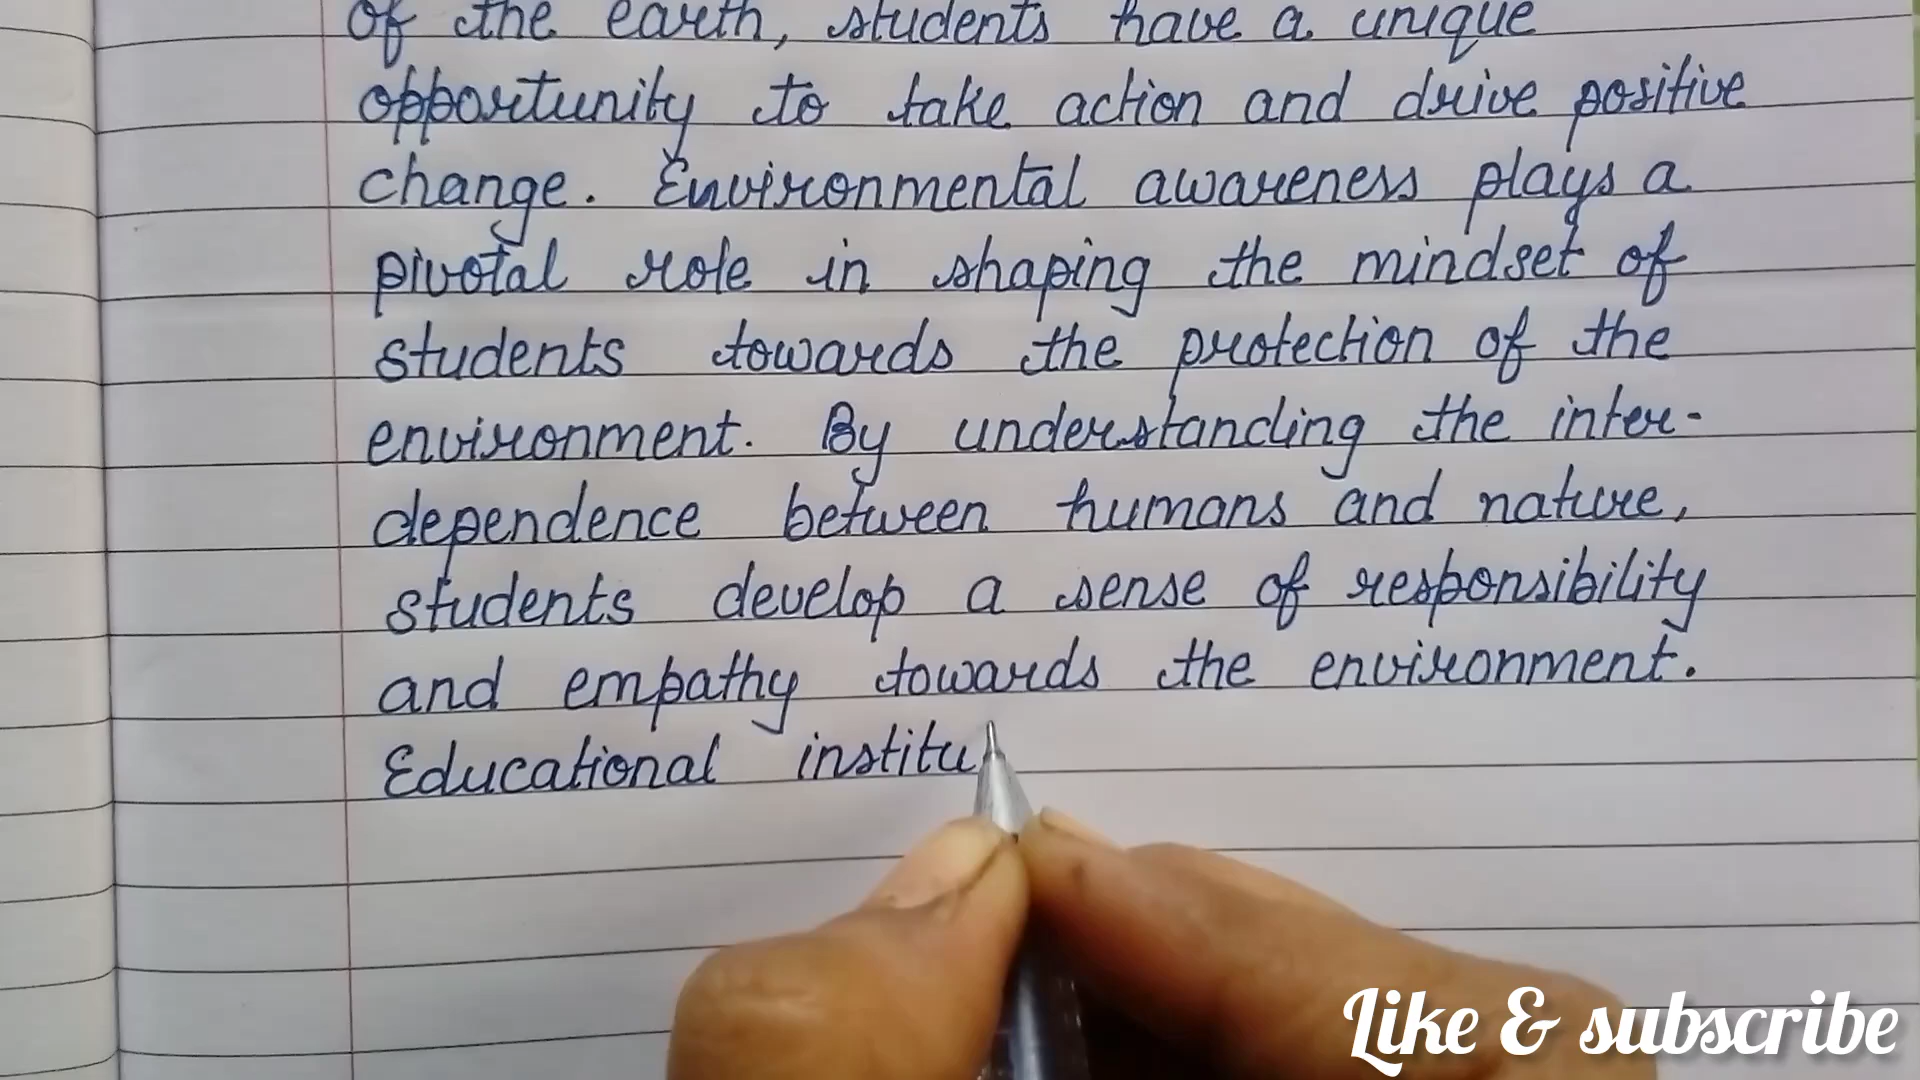 of the earth, students have a unique
opportunity to take action and drive positive
change. Environmental awareness plays a
pivotal role in shaping the mindset of
students towards the protection of the
environment. By understanding the inter-
dependence between humans and nature,
students develop a sense of responsibility
and empathy towards the environment.
Educational institu
Like & subscribe